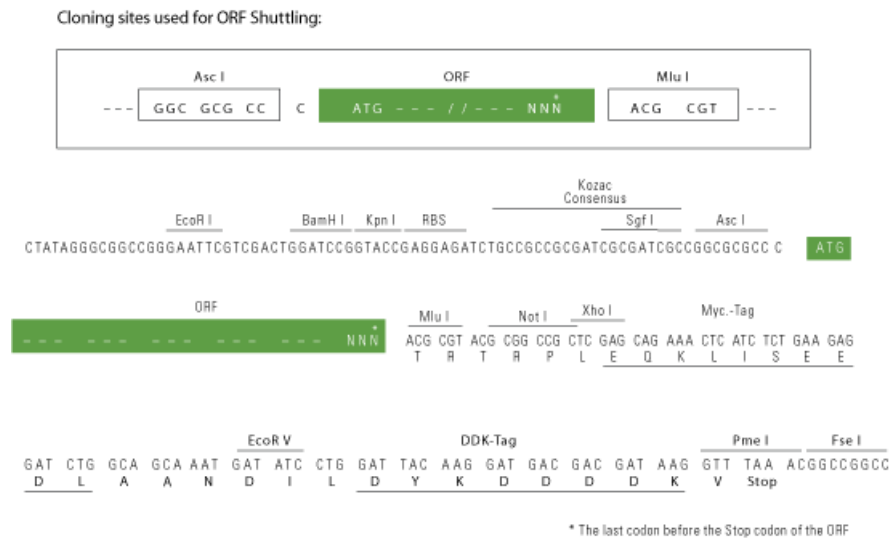 Cloning sites used for ORF Shuttling:
Asc I ORF Mlu I
--- GGC GCG CC C ATG --- // --- NNN* ACG CGT ---
Kozac
Consensus
EcoR I BamH I Kpn I RBS Sgf I Asc I
CTATAGGGCGGCCGGGAATTCGTCGACTGGATCCGGTACCGAGGAGATCTGCCGCCGCGATCGCGATCGCCGGCGCGCC C ATG
ORF Mlu I Not I Xho I Myc.-Tag
--- --- --- --- --- NNN* ACG CGT ACG CGG CCG CTC GAG CAG AAA CTC ATC TCT GAA GAG
T R T R P L E Q K L I S E E
EcoR V DDK-Tag Pme I Fse I
GAT CTG GCA GCA AAT GAT ATC CTG GAT TAC AAG GAT GAC GAC GAT AAG GTT TAA ACGGCCGGCC
D L A A N D I L D Y K D D D D K V Stop
* The last codon before the Stop codon of the ORF